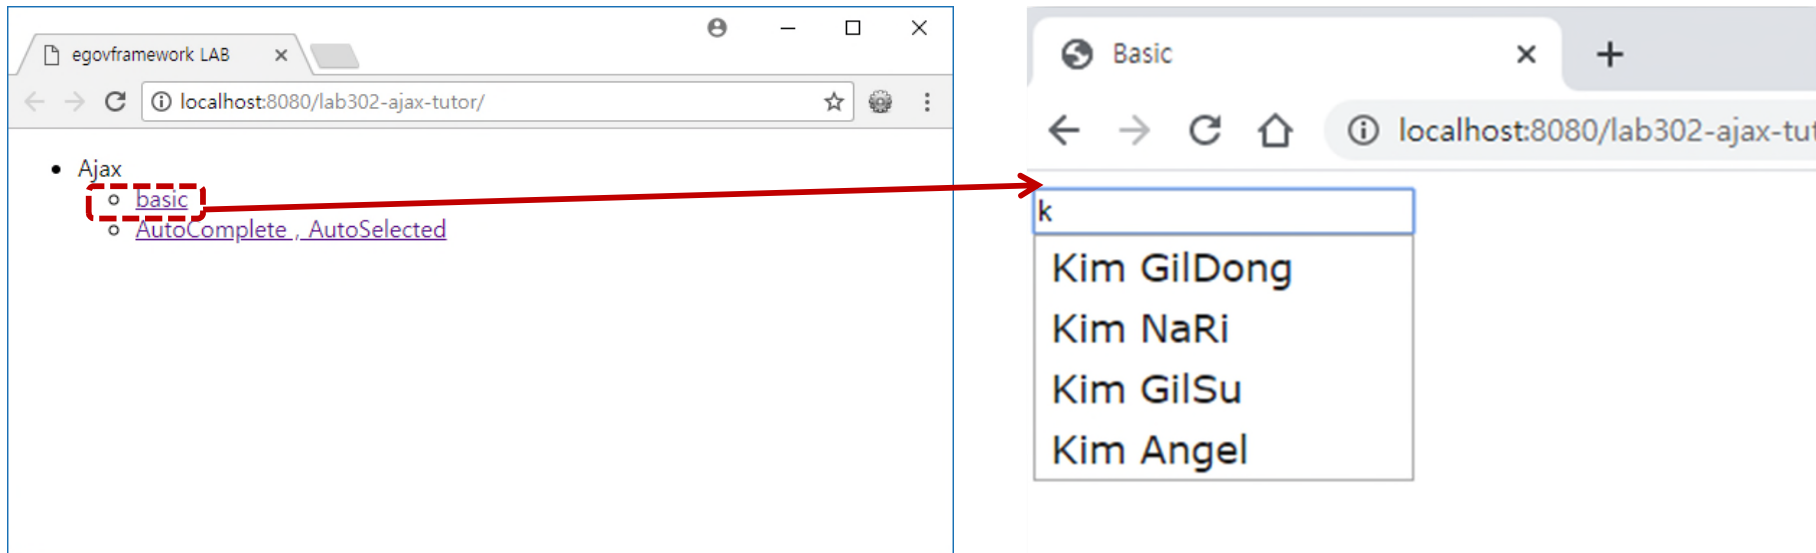 egovframework LAB
localhost:8080/lab302-ajax-tutor/
Ajax
basic
AutoComplete , AutoSelected
Basic
localhost:8080/lab302-ajax-tut
k
Kim GilDong
Kim NaRi
Kim GilSu
Kim Angel